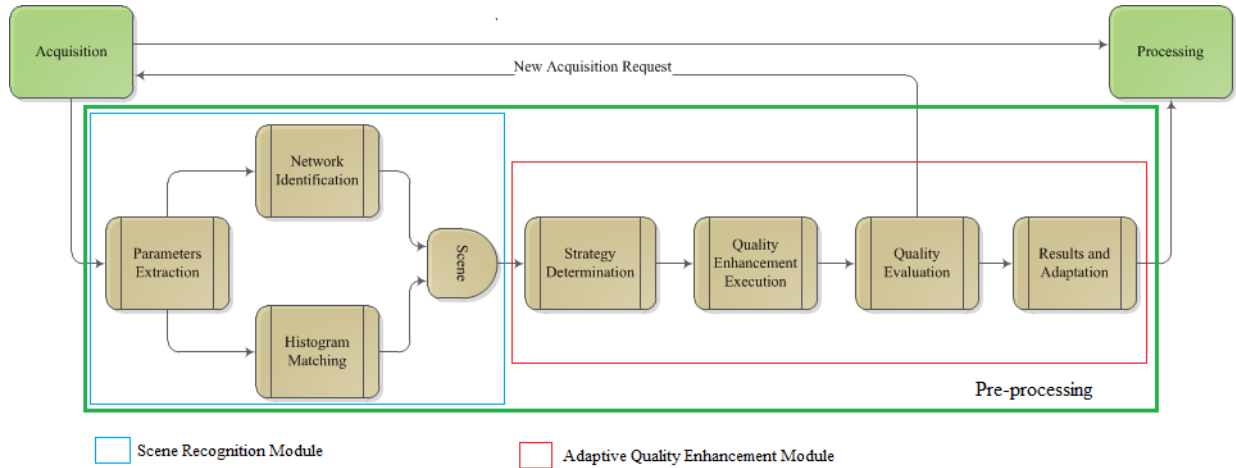 Acquisition
Processing
New Acquisition Request
Network
Identification
Parameters
Extraction
Scene
Strategy
Determination
Quality
Enhancement
Execution
Quality
Evaluation
Results and
Adaptation
Histogram
Matching
Pre-processing
Scene Recognition Module
Adaptive Quality Enhancement Module